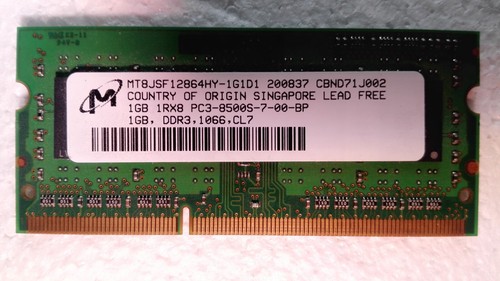 MT8JSF12864HY-1G1D1 200837 CBND71J002
COUNTRY OF ORIGIN SINGAPORE LEAD FREE
1GB 1RX8 PC3-8500S-7-00-BP
1GB, DDR3,1066,CL7